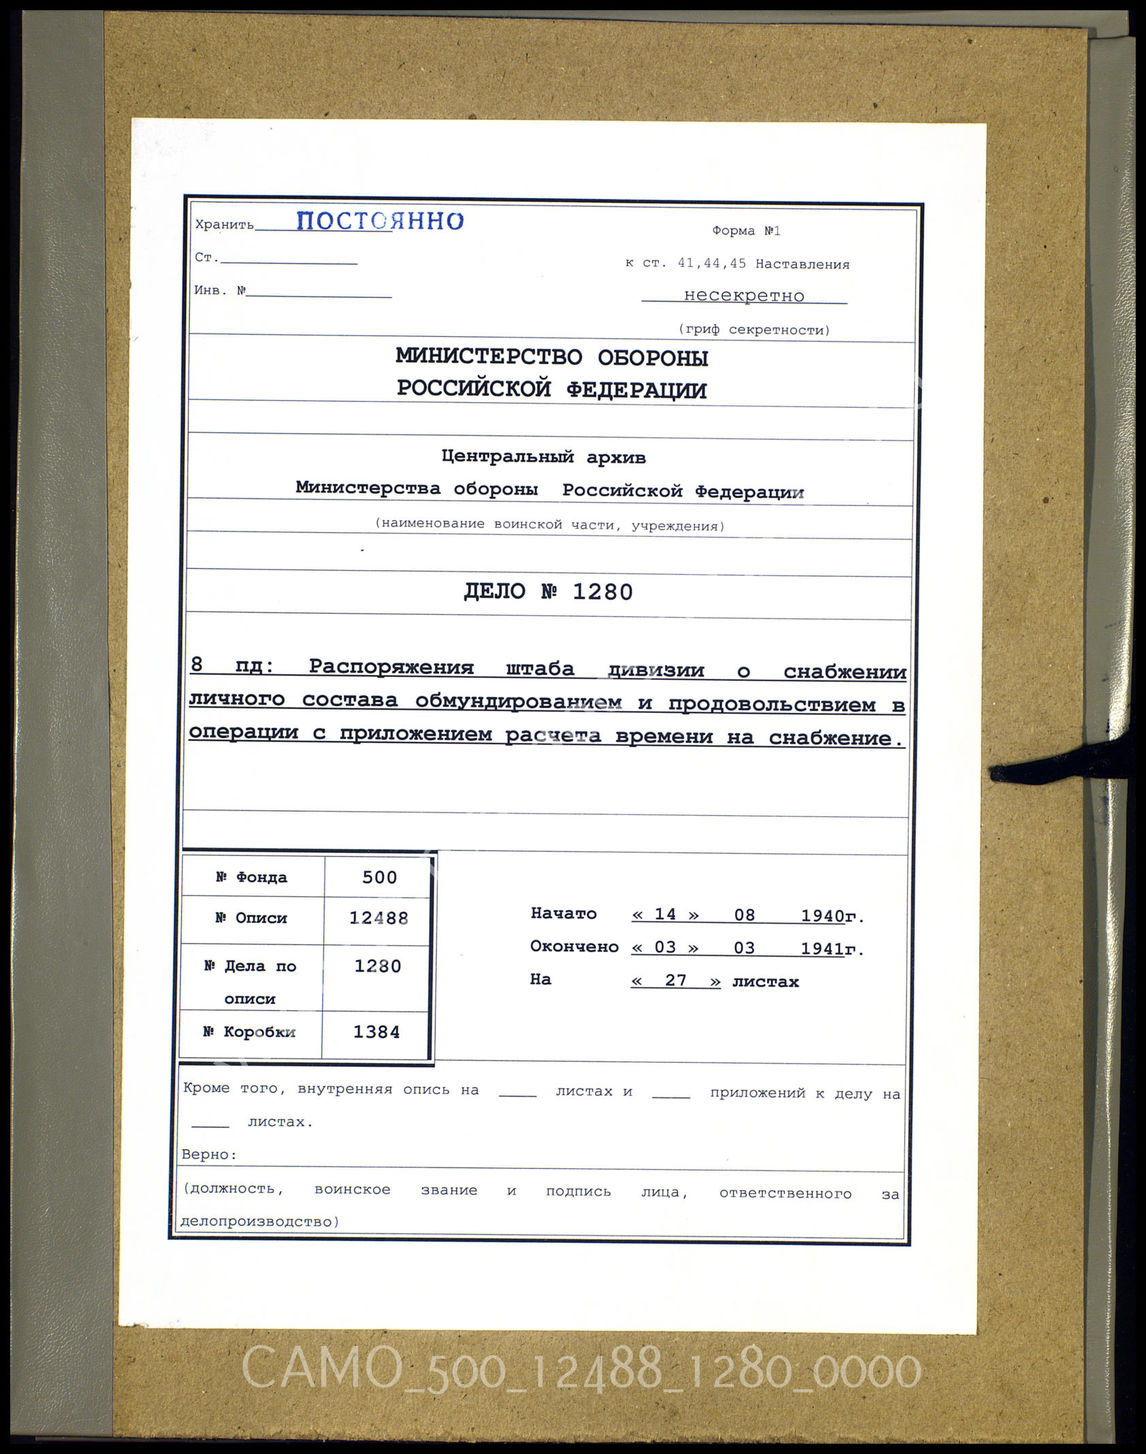 Хранить ПОСТОЯННО
Форма №1
Ст.
к ст. 41,44,45 Наставления
Инв. №
несекретно
(гриф секретности)
МИНИСТЕРСТВО ОБОРОНЫ
РОССИЙСКОЙ ФЕДЕРАЦИИ
Центральный архив
Министерства обороны Российской Федерации
(наименование воинской части, учреждения)
ДЕЛО № 1280
8 пд: Распоряжения штаба дивизии о снабжении
личного состава обмундированием и продовольствием в
операции с приложением расчета времени на снабжение.
№ Фонда 500
№ Описи 12488
№ Дела по описи 1280
№ Коробки 1384
Начато « 14 » 08 1940г.
Окончено « 03 » 03 1941г.
На « 27 » листах
Кроме того, внутренняя опись на ____ листах и ____ приложений к делу на
____ листах.
Верно:
(должность, воинское звание и подпись лица, ответственного за
делопроизводство)
CAMO_500_12488_1280_0000